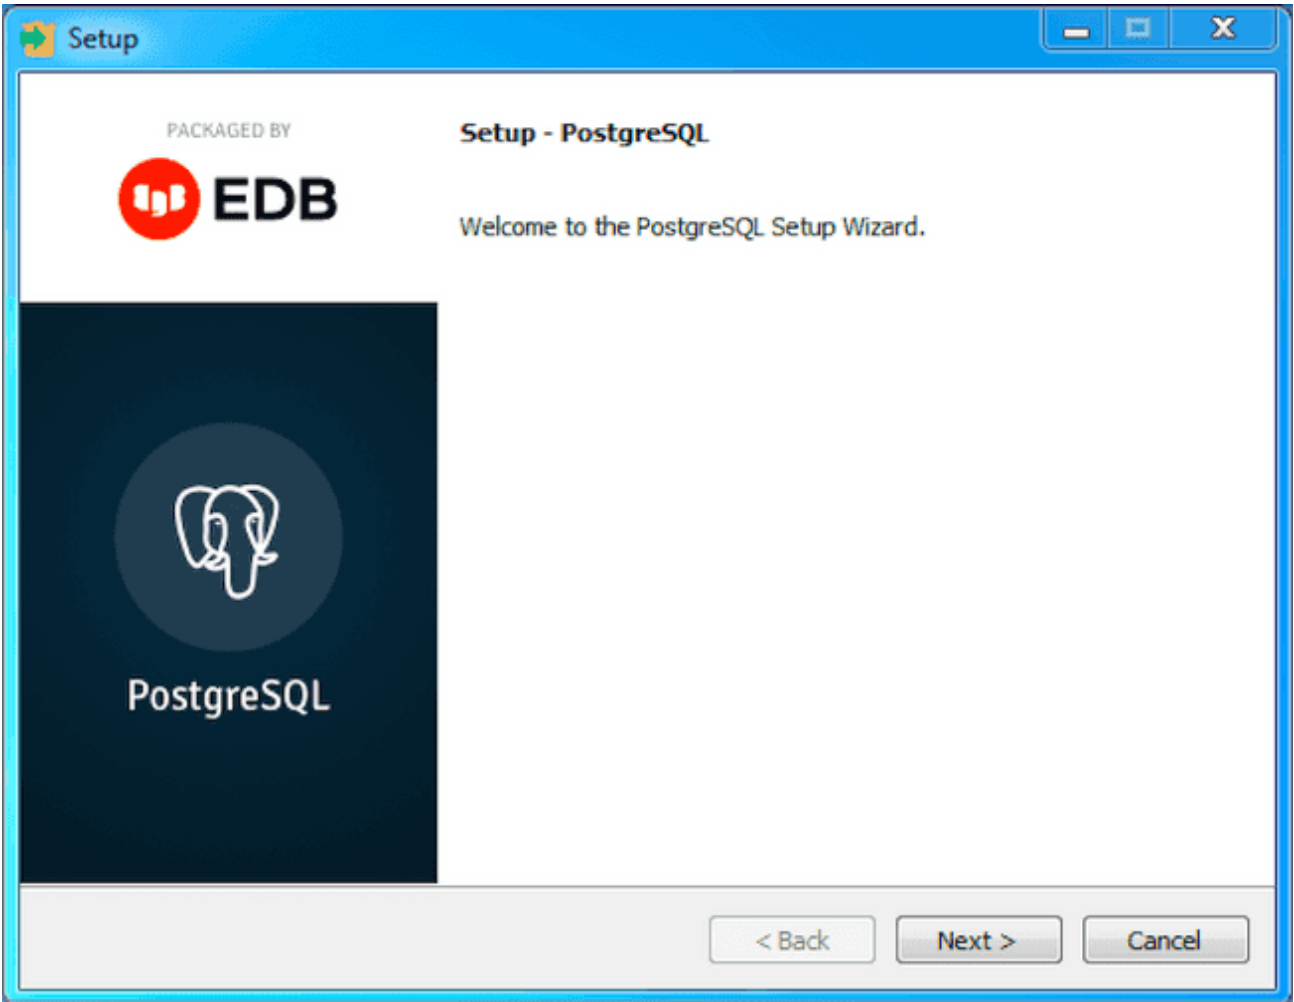 Setup
PACKAGED BY
EDB
Setup - PostgreSQL
Welcome to the PostgreSQL Setup Wizard.
PostgreSQL
< Back
Next >
Cancel